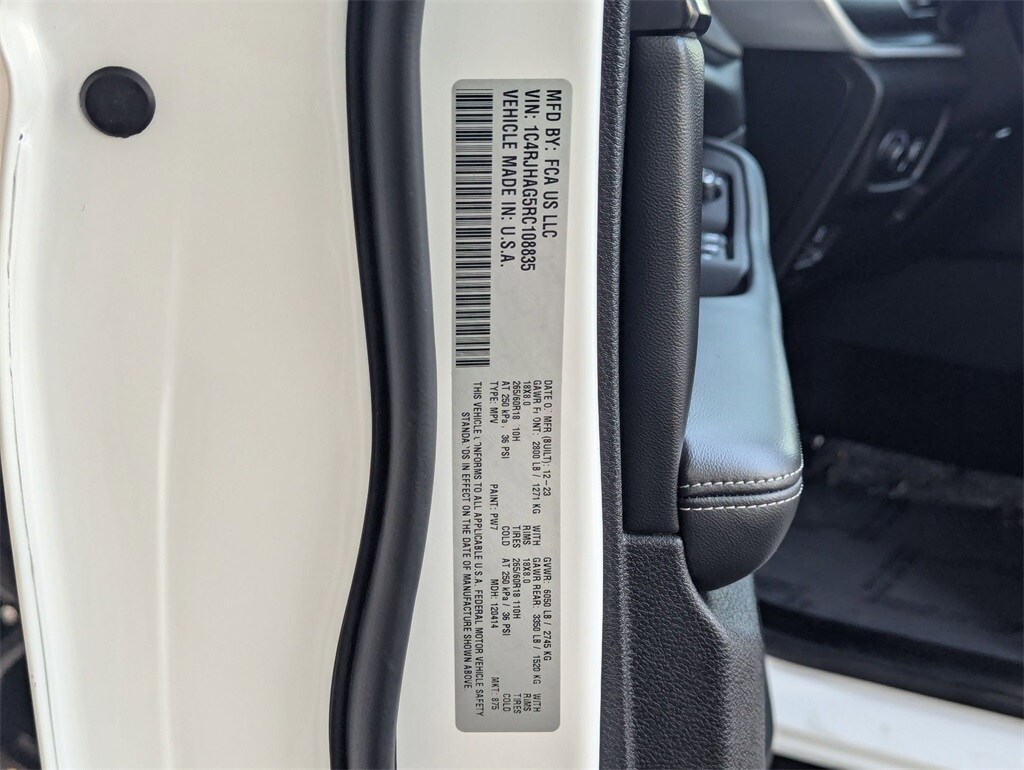 MFD BY: FCA US LLC
VIN: 1C4RJHAG5RC108835
VEHICLE MADE IN: U.S.A.
DATE O. MFR (BUILT): 12-23 GVWR: 6050 LB / 2745 KG
GAWR F ONT: 2800 LB / 1271 KG WITH GAWR REAR: 3350 LB / 1520 KG WITH
18X8.0 RIMS 18X8.0 RIMS
265/60R18 10H TIRES 265/60R18 110H TIRES
AT 250 kPa / 36 PSI COLD AT 250 kPa / 36 PSI COLD
TYPE: MPV PAINT: PW7 MDH: 120414 MKT: 875
THIS VEHICLE CONFORMS TO ALL APPLICABLE U.S.A. FEDERAL MOTOR VEHICLE SAFETY
STANDARDS IN EFFECT ON THE DATE OF MANUFACTURE SHOWN ABOVE